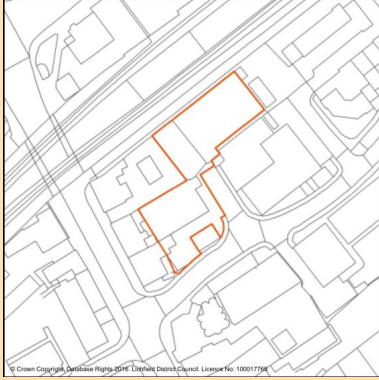 © Crown Copyright, Database Rights 2016. Lichfield District Council. Licence No: 100017765